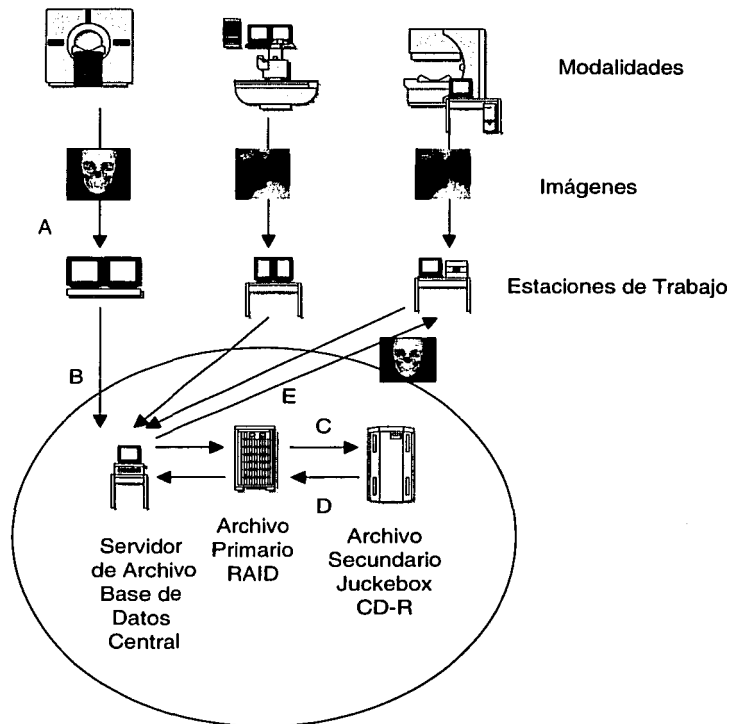 Modalidades
Imágenes
A
Estaciones de Trabajo
B
E
C
D
Servidor
de Archivo
Base de
Datos
Central
Archivo
Primario
RAID
Archivo
Secundario
Juckebox
CD-R